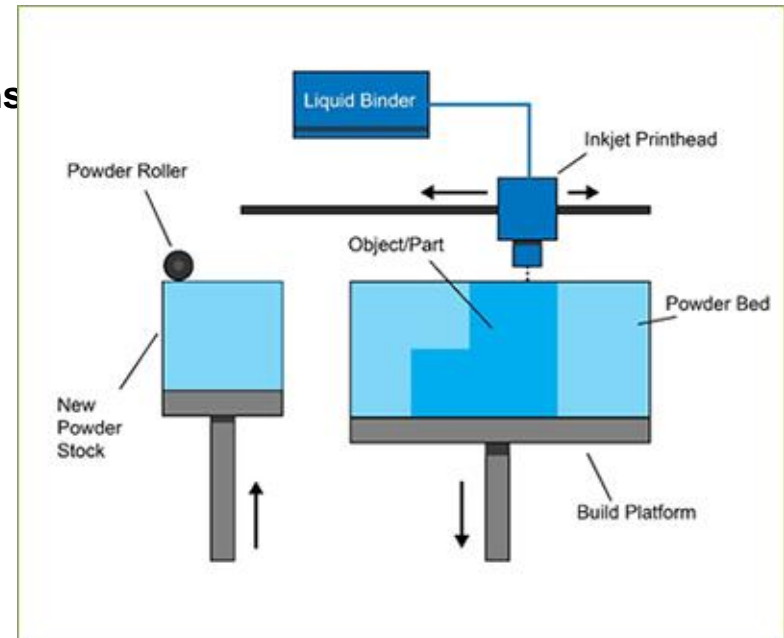 Liquid Binder
Inkjet Printhead
Powder Roller
Object/Part
Powder Bed
New
Powder
Stock
Build Platform